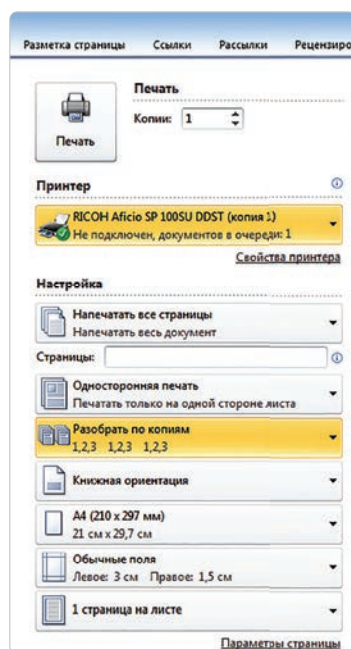 Разметка страницы Ссылки Рассылки Рецензиро
Печать
Копии: 1
Печать
Принтер
RICOH Aficio SP 100SU DDST (копия 1)
Не подключен, документов в очереди: 1
Свойства принтера
Настройка
Напечатать все страницы
Напечатать весь документ
Страницы:
Односторонняя печать
Печатать только на одной стороне листа
Разобрать по копиям
1,2,3 1,2,3 1,2,3
Книжная ориентация
A4 (210 x 297 мм)
21 см x 29,7 см
Обычные поля
Левое: 3 см Правое: 1,5 см
1 страница на листе
Параметры страницы